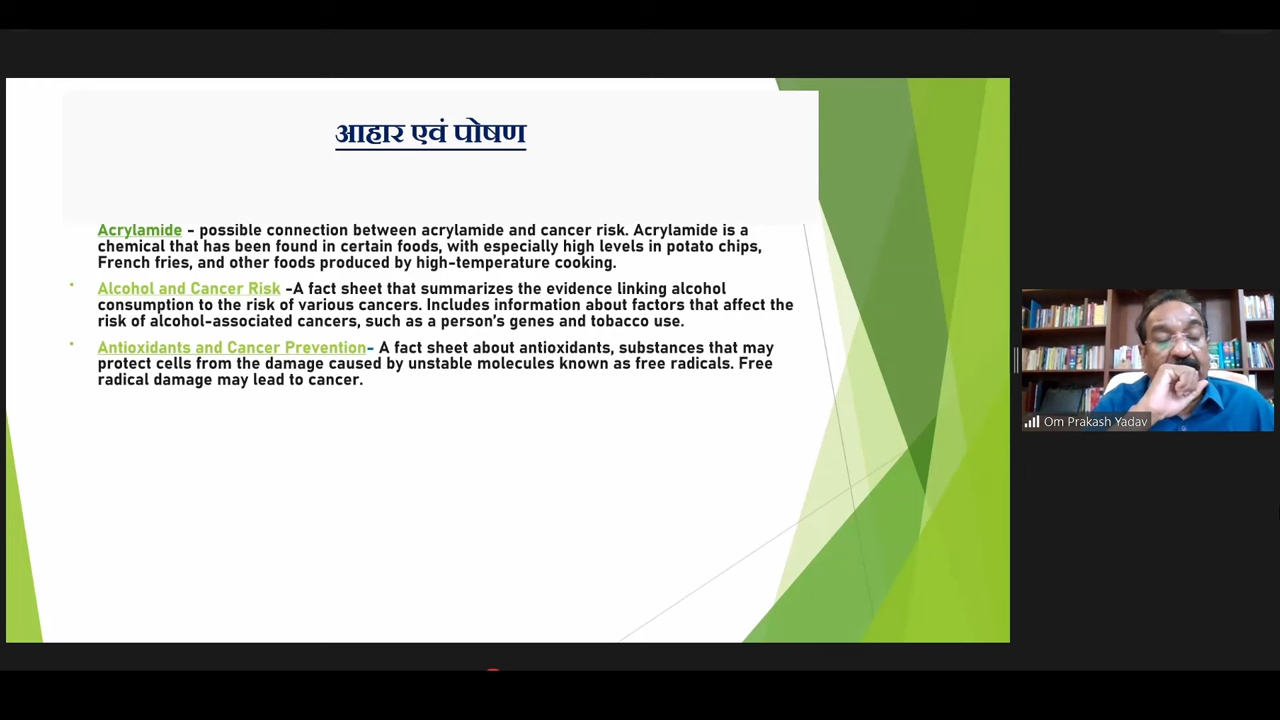 आहार एवं पोषण
Acrylamide - possible connection between acrylamide and cancer risk. Acrylamide is a
chemical that has been found in certain foods, with especially high levels in potato chips,
French fries, and other foods produced by high-temperature cooking.
• Alcohol and Cancer Risk -A fact sheet that summarizes the evidence linking alcohol
consumption to the risk of various cancers. Includes information about factors that affect the
risk of alcohol-associated cancers, such as a person's genes and tobacco use.
• Antioxidants and Cancer Prevention- A fact sheet about antioxidants, substances that may
protect cells from the damage caused by unstable molecules known as free radicals. Free
radical damage may lead to cancer.
Om Prakash Yadav